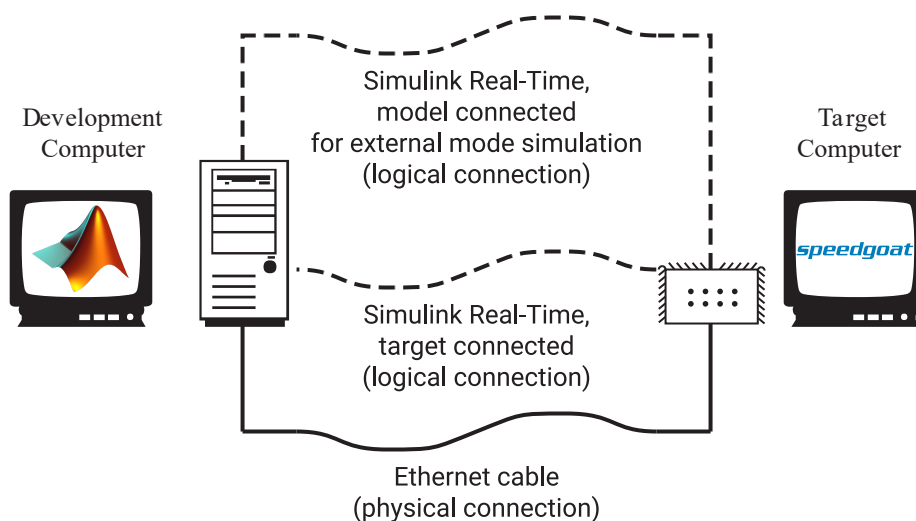 Simulink Real-Time,
model connected
for external mode simulation
(logical connection)
Development
Computer
Target
Computer
speedgoat
Simulink Real-Time,
target connected
(logical connection)
Ethernet cable
(physical connection)